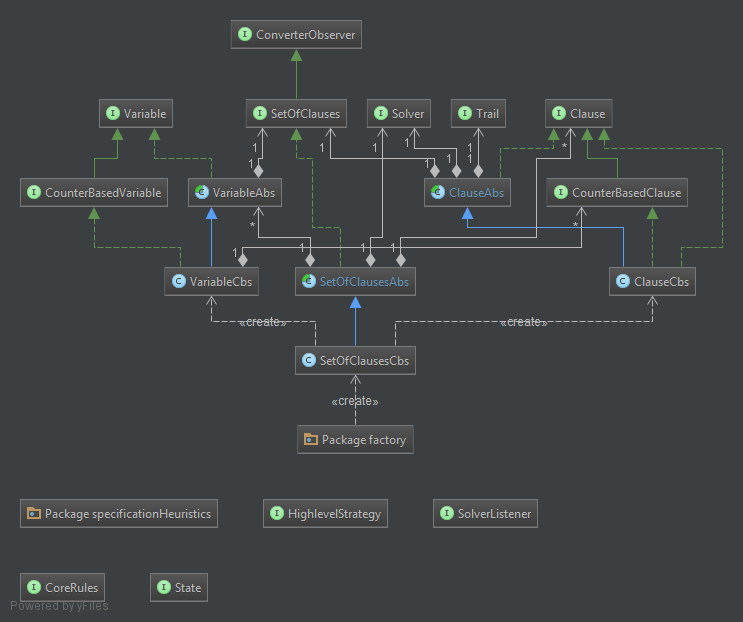 ConverterObserver
Variable
SetOfClauses
Solver
Trail
Clause
1
1
1
1
1
1
*
1
1
1
CounterBasedVariable
VariableAbs
ClauseAbs
CounterBasedClause
*
*
1
1
1
1
VariableCbs
SetOfClausesAbs
ClauseCbs
«create»
«create»
SetOfClausesCbs
«create»
Package factory
Package specificationHeuristics
HighlevelStrategy
SolverListener
CoreRules
State
Powered by yFiles